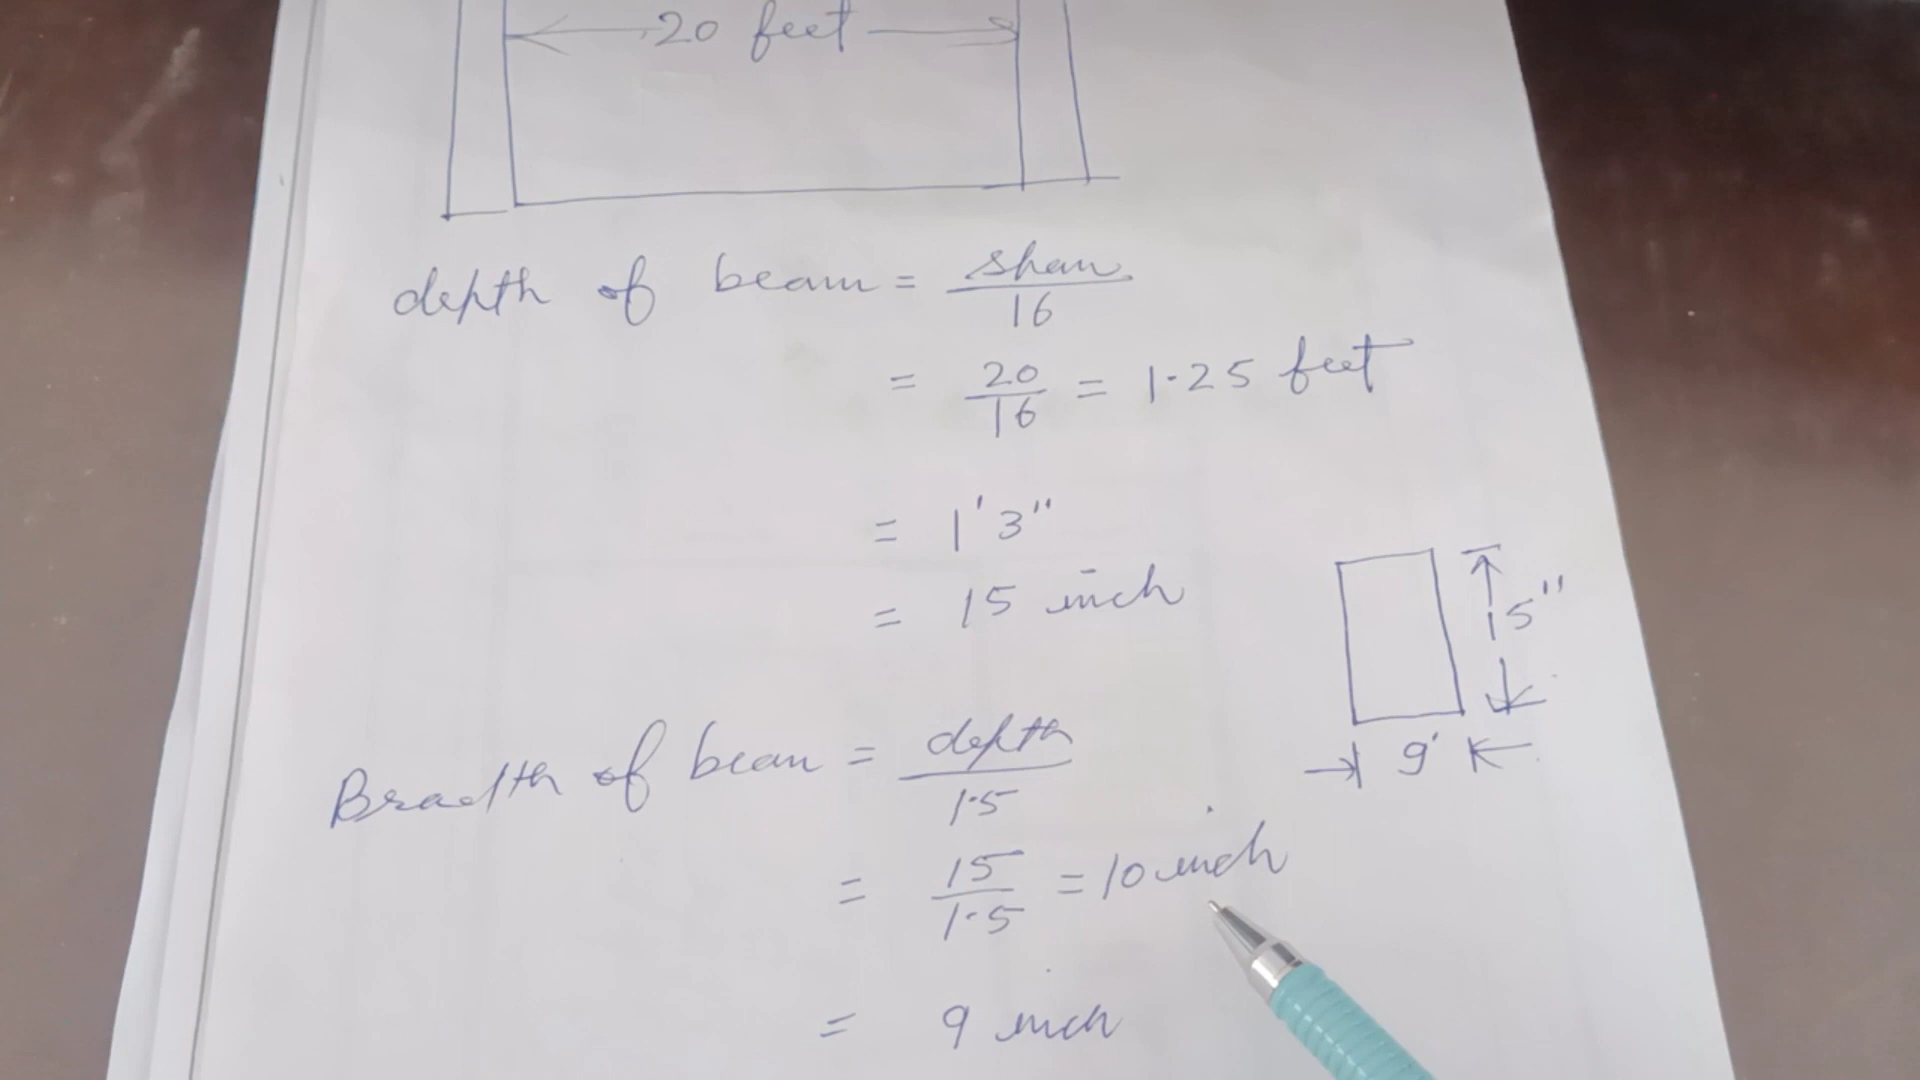 20 feet
depth of beam = span
16
= 20
16
= 1.25 feet
= 1' 3"
= 15 inch
15"
9'
Breadth of beam = depth
1.5
= 15
1.5
= 10 inch
= 9 inch